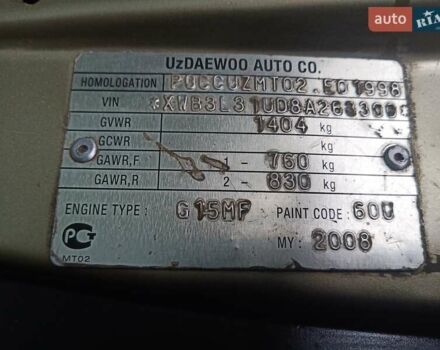 RIA.com
UzDAEWOO AUTO CO.
HOMOLOGATION
VIN
GVWR 1404 kg
GCWR kg
GAWR,F 1 - 760 kg
GAWR,R 2 - 830 kg
ENGINE TYPE: G15MF PAINT CODE: 60U
MT02 MY: 2008